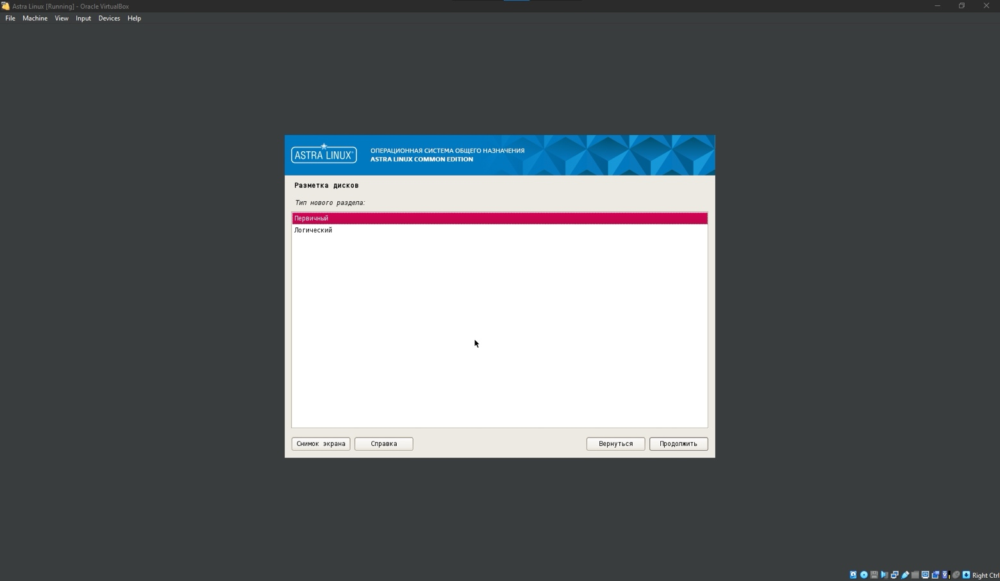 Astra Linux [Running] - Oracle VirtualBox
File Machine View Input Devices Help
ASTRA LINUX®
ОПЕРАЦИОННАЯ СИСТЕМА ОБЩЕГО НАЗНАЧЕНИЯ
ASTRA LINUX COMMON EDITION
Разметка дисков
Тип нового раздела:
Первичный
Логический
Снимок экрана Справка Вернуться Продолжить
Right Ctrl